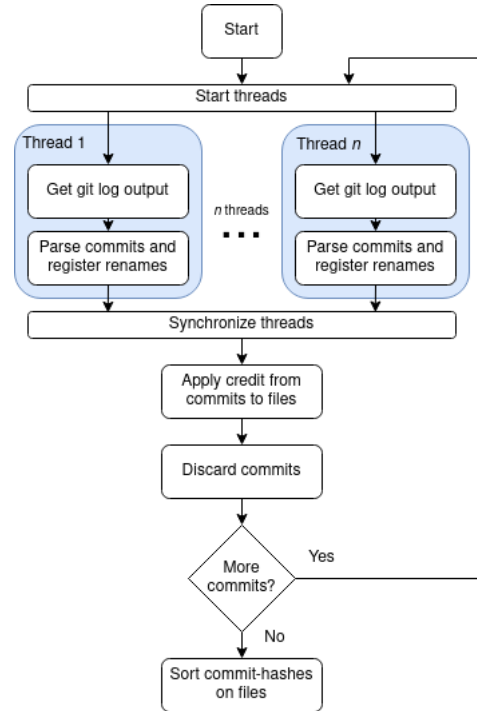 Start
Start threads
Thread 1
Get git log output
Parse commits and
register renames
n threads
...
Thread n
Get git log output
Parse commits and
register renames
Synchronize threads
Apply credit from
commits to files
Discard commits
More
commits?
Yes
No
Sort commit-hashes
on files